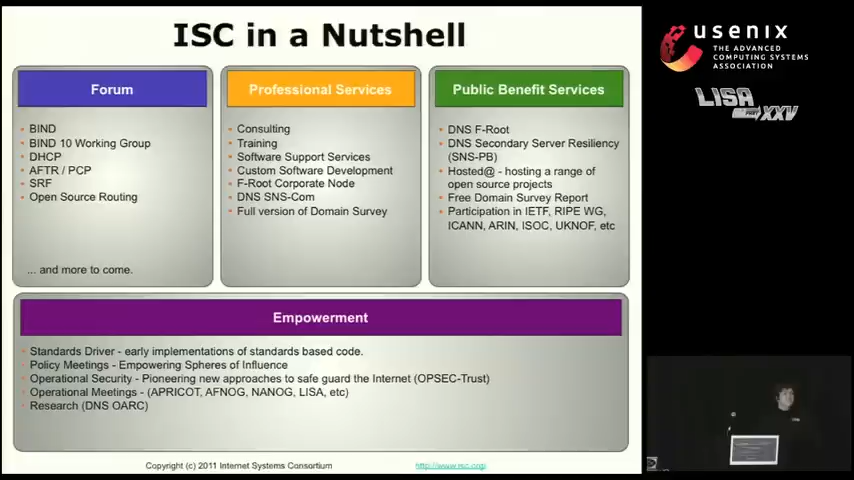 ISC in a Nutshell
Forum
BIND
BIND 10 Working Group
DHCP
AFTR / PCP
SRF
Open Source Routing
... and more to come.
Professional Services
Consulting
Training
Software Support Services
Custom Software Development
F-Root Corporate Node
DNS SNS-Com
Full version of Domain Survey
Public Benefit Services
DNS F-Root
DNS Secondary Server Resiliency
(SNS-PB)
Hosted@ - hosting a range of
open source projects
Free Domain Survey Report
Participation in IETF, RIPE WG,
ICANN, ARIN, ISOC, UKNOF, etc
Empowerment
Standards Driver - early implementations of standards based code.
Policy Meetings - Empowering Spheres of Influence
Operational Security - Pioneering new approaches to safe guard the Internet (OPSEC-Trust)
Operational Meetings - (APRICOT, AFNOG, NANOG, LISA, etc)
Research (DNS OARC)
Copyright (c) 2011 Internet Systems Consortium
http://www.isc.org/
usenix
THE ADVANCED
COMPUTING SYSTEMS
ASSOCIATION
LISA
XXV